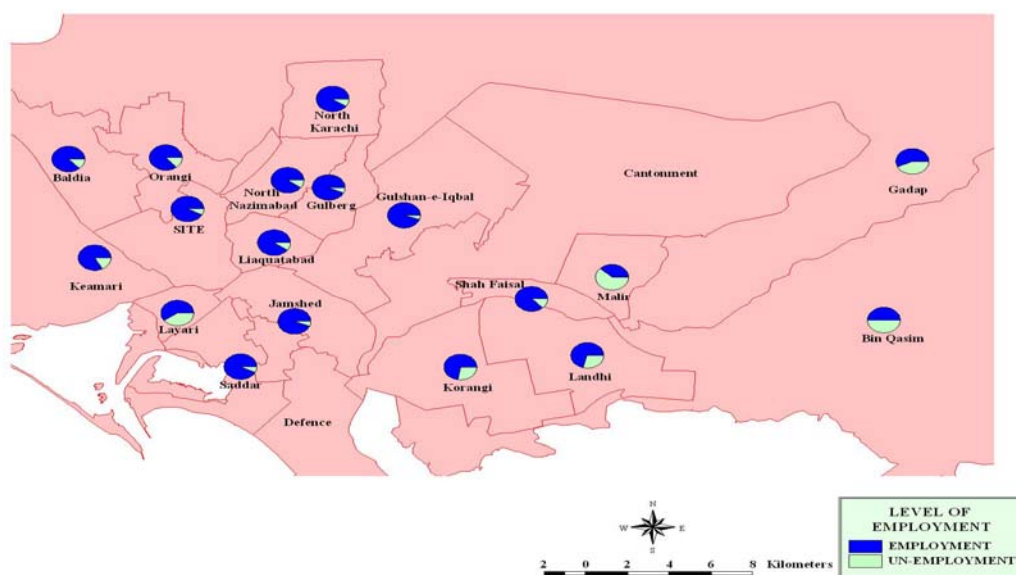 North
Karachi
Baldia
Orangi
North
Nazimabad
Gulberg
Gulshan-e-Iqbal
Cantonment
Gadap
SITE
Liaquatabad
Keamari
Shah Faisal
Malir
Layari
Jamshed
Bin Qasim
Saddar
Korangi
Landhi
Defence
N
W E
S
2 0 2 4 6 8 Kilometers
LEVEL OF
EMPLOYMENT
EMPLOYMENT
UN-EMPLOYMENT